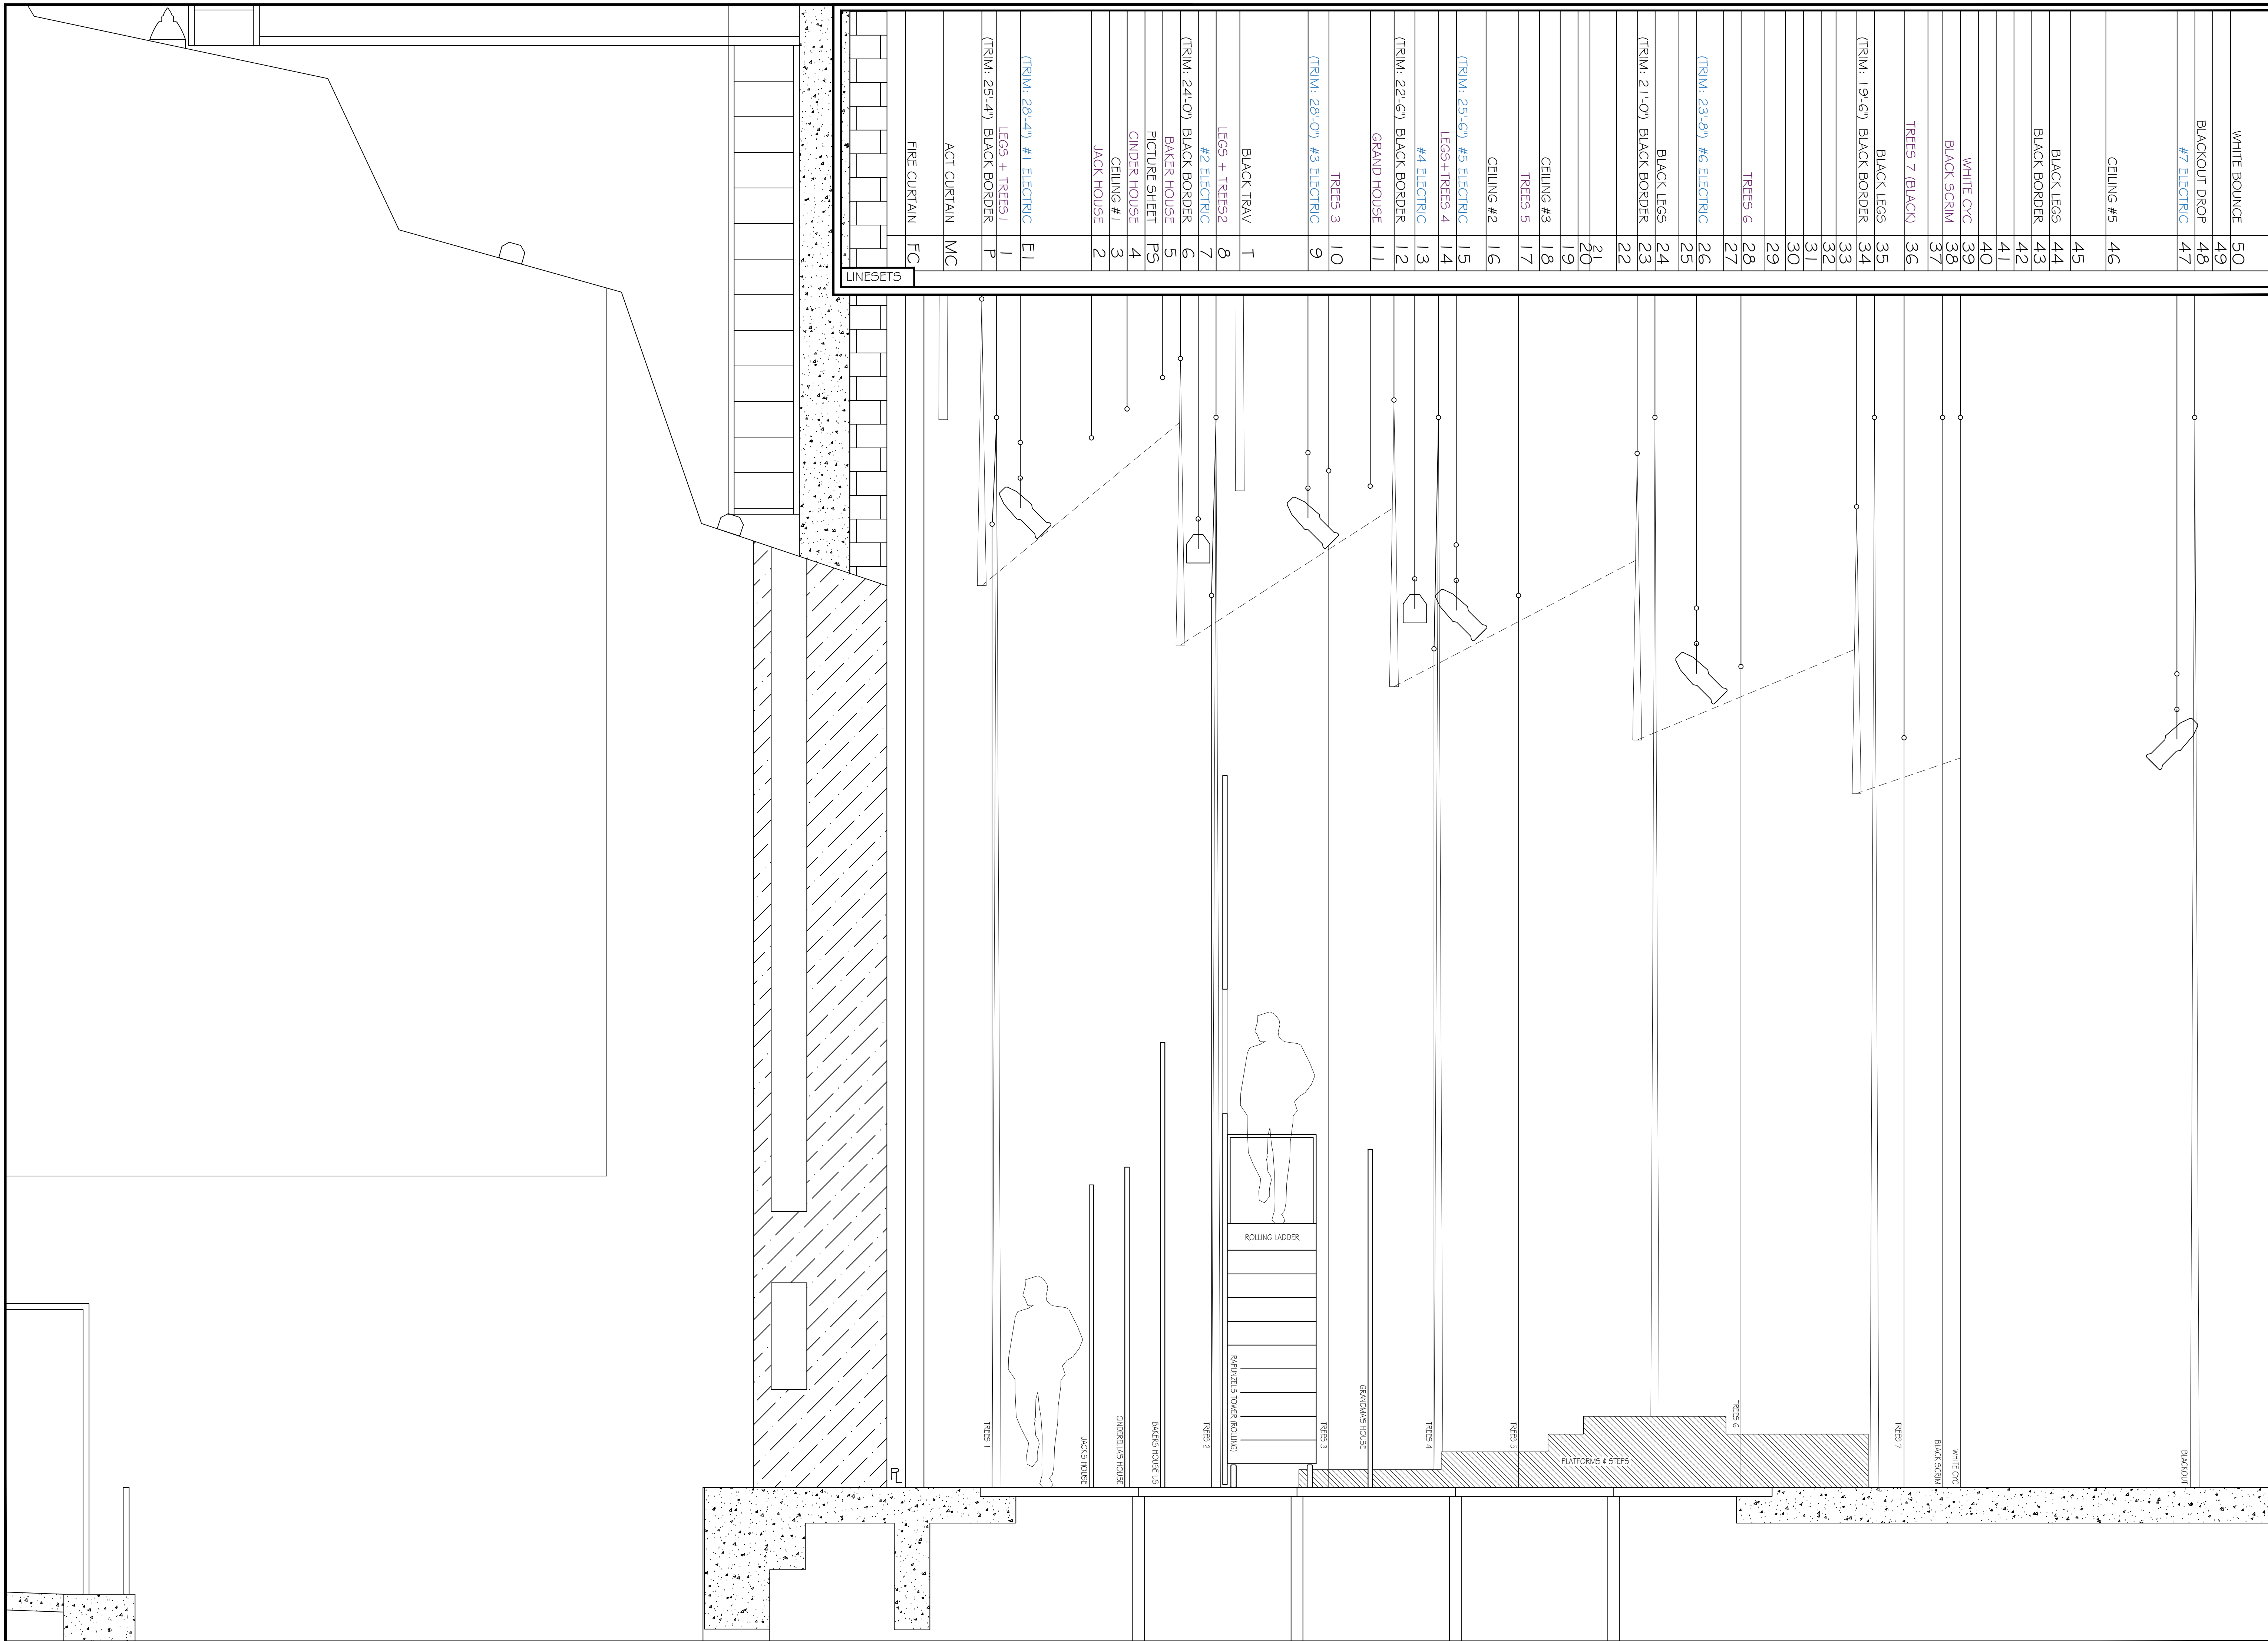 FIRE CURTAIN FC
ACT CURTAIN MC
(TRIM: 25'-4") BLACK BORDER P
LEGS + TREES1 1
(TRIM: 28'-4") #1 ELECTRIC E1
JACK HOUSE 2
CEILING #1 3
CINDER HOUSE 4
PICTURE SHEET PS
BAKER HOUSE 5
(TRIM: 24'-0") BLACK BORDER 6
#2 ELECTRIC 7
LEGS + TREES2 8
BLACK TRAV T
(TRIM: 28'-0") #3 ELECTRIC 9
TREES 3 10
GRAND HOUSE 11
(TRIM: 22'-6") BLACK BORDER 12
#4 ELECTRIC 13
LEGS+TREES 4 14
(TRIM: 25'-6") #5 ELECTRIC 15
CEILING #2 16
TREES 5 17
CEILING #3 18
19
20
21
22
(TRIM: 21'-0") BLACK BORDER 23
BLACK LEGS 24
25
(TRIM: 23'-8") #6 ELECTRIC 26
27
TREES 6 28
29
30
31
32
33
(TRIM: 19'-6") BLACK BORDER 34
BLACK LEGS 35
TREES 7 (BLACK) 36
37
BLACK SCRIM 38
WHITE CYC 39
40
41
42
BLACK BORDER 43
BLACK LEGS 44
45
CEILING #5 46
#7 ELECTRIC 47
BLACKOUT DROP 48
49
WHITE BOUNCE 50
LINESETS
PL
TREES 1
JACKS HOUSE
CINDERELLAS HOUSE
BAKERS HOUSE US
TREES 2
RAPUNZELS TOWER (ROLLING)
ROLLING LADDER
TREES 3
GRANDMAS HOUSE
TREES 4
TREES 5
PLATFORMS & STEPS
TREES 6
TREES 7
BLACK SCRIM
WHITE CYC
BLACKOUT